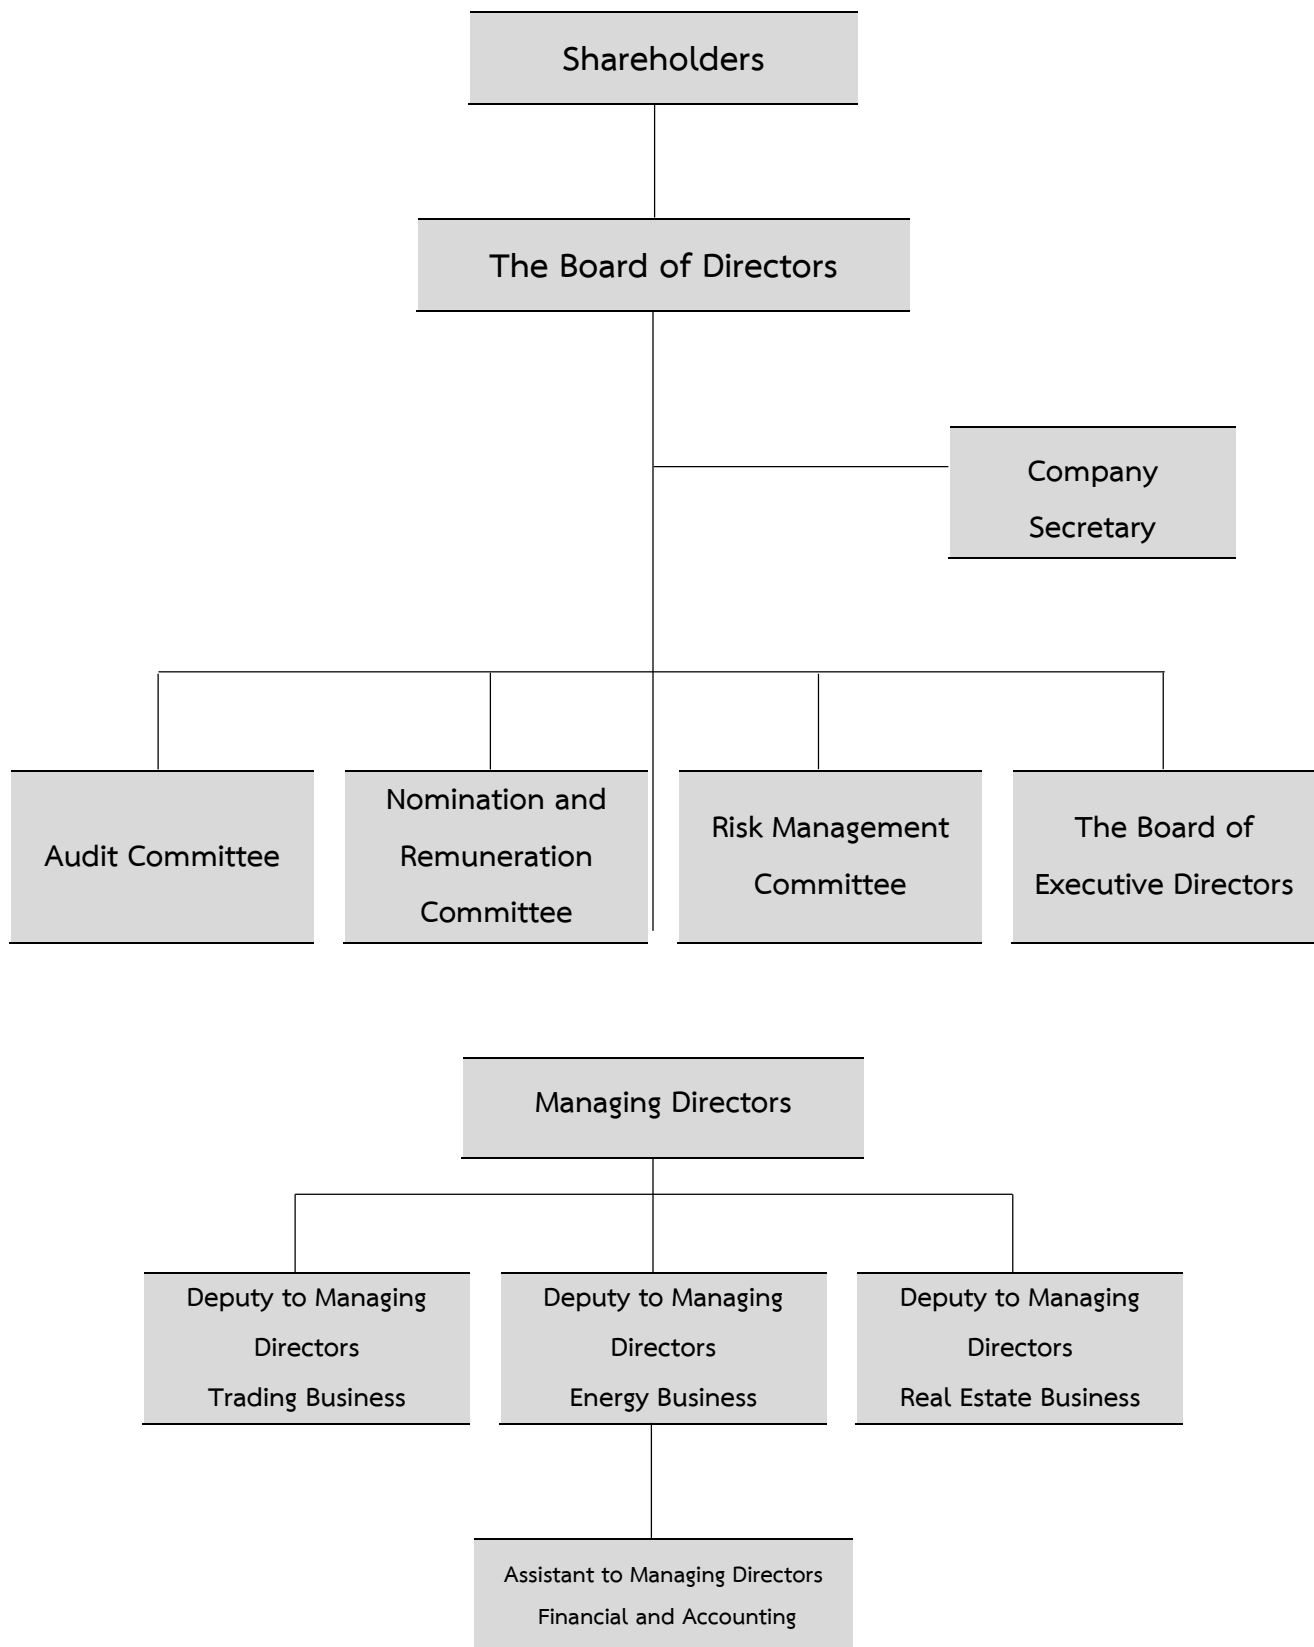 Shareholders
The Board of Directors
Company
Secretary
Audit Committee
Nomination and
Remuneration
Committee
Risk Management
Committee
The Board of
Executive Directors
Managing Directors
Deputy to Managing
Directors
Trading Business
Deputy to Managing
Directors
Energy Business
Deputy to Managing
Directors
Real Estate Business
Assistant to Managing Directors
Financial and Accounting